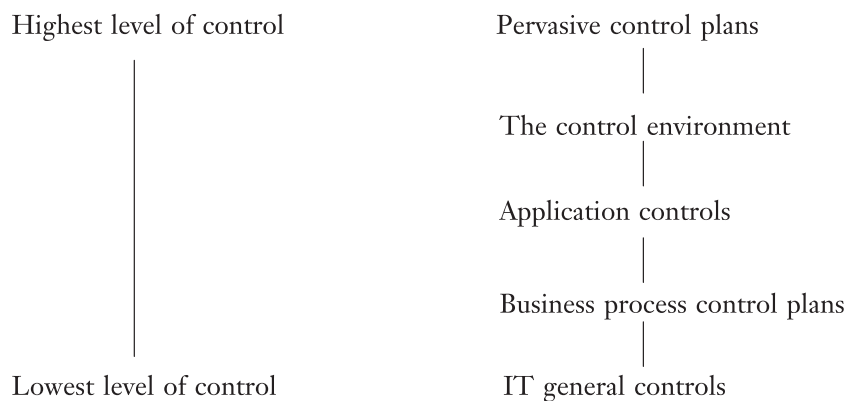 Highest level of control
Pervasive control plans
The control environment
Application controls
Business process control plans
Lowest level of control
IT general controls